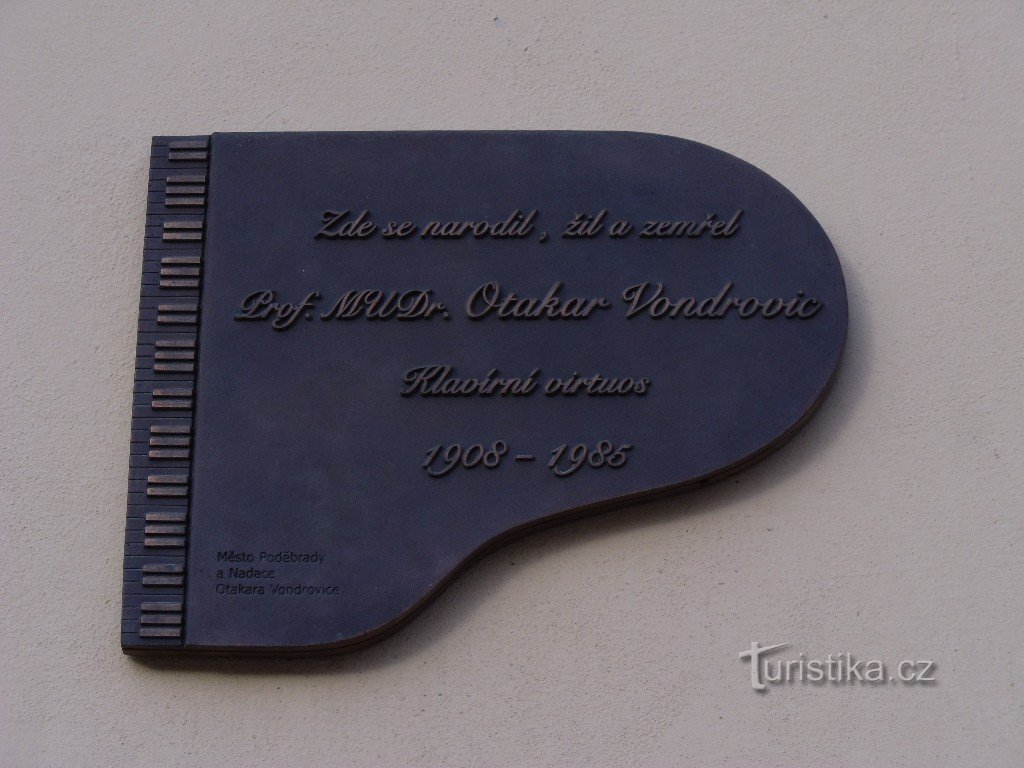 Zde se narodil, žil a zemřel
Prof. MUDr. Otakar Vondrovic
Klavírní virtuos
1908 – 1985
Město Poděbrady
a Nadace
Otakara Vondrovice
Turistika.cz